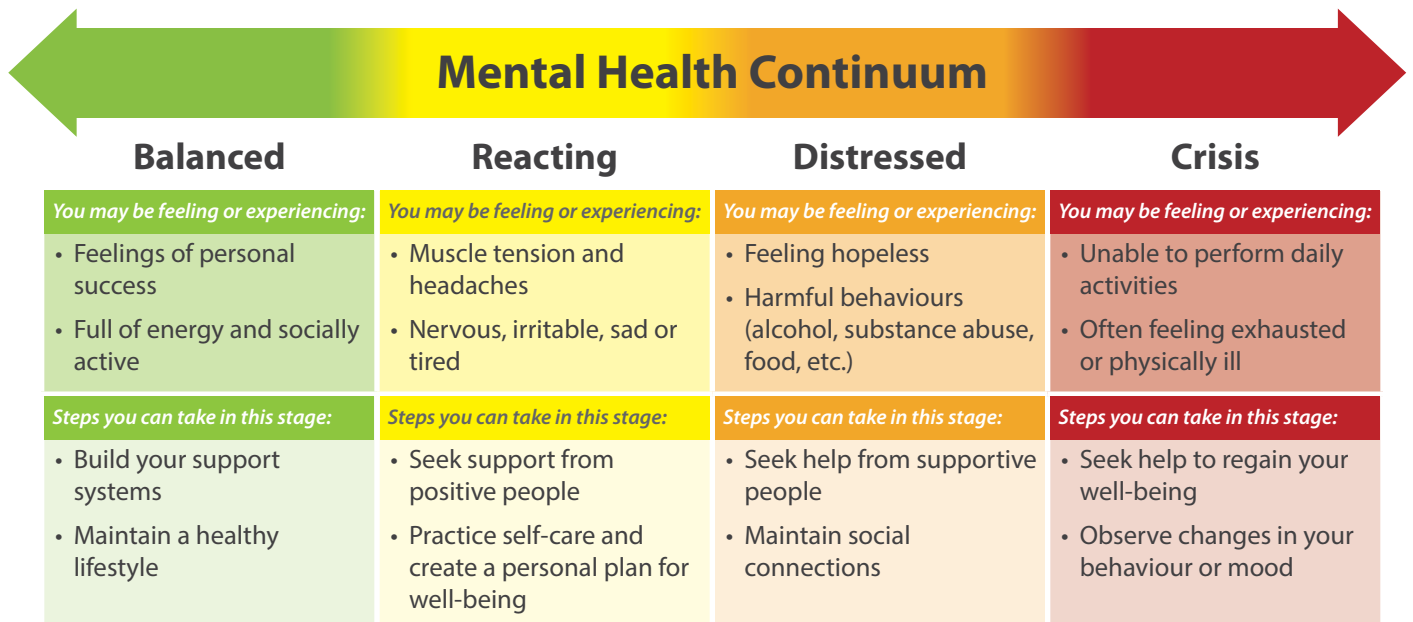 Mental Health Continuum
Balanced
Reacting
Distressed
Crisis
You may be feeling or experiencing:
• Feelings of personal
success
• Full of energy and socially
active
You may be feeling or experiencing:
• Muscle tension and
headaches
• Nervous, irritable, sad or
tired
You may be feeling or experiencing:
• Feeling hopeless
• Harmful behaviours
(alcohol, substance abuse,
food, etc.)
You may be feeling or experiencing:
• Unable to perform daily
activities
• Often feeling exhausted
or physically ill
Steps you can take in this stage:
• Build your support
systems
• Maintain a healthy
lifestyle
Steps you can take in this stage:
• Seek support from
positive people
• Practice self-care and
create a personal plan for
well-being
Steps you can take in this stage:
• Seek help from supportive
people
• Maintain social
connections
Steps you can take in this stage:
• Seek help to regain your
well-being
• Observe changes in your
behaviour or mood